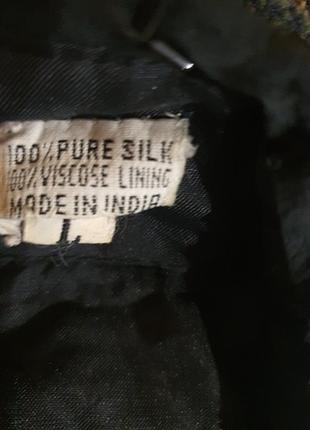 100% PURE SILK
100% VISCOSE LINING
MADE IN INDIA
L